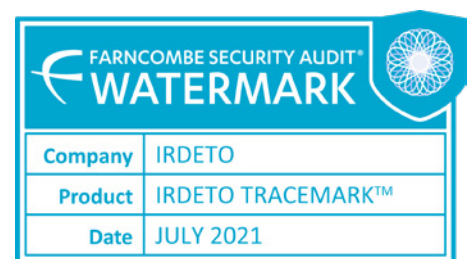 FARNCOMBE SECURITY AUDIT®
WATERMARK
Company IRDETO
Product IRDETO TRACEMARK™
Date JULY 2021